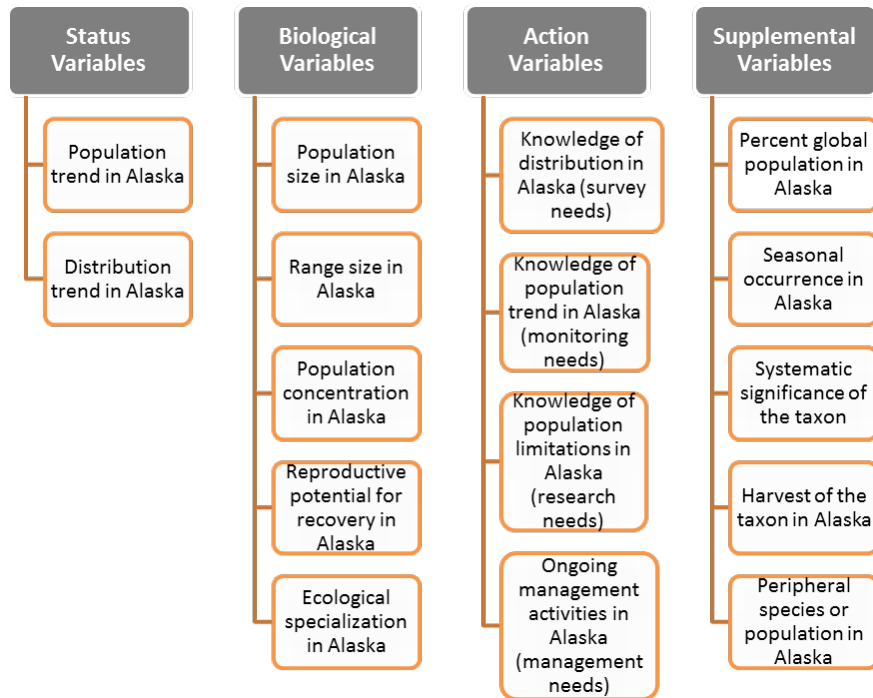 Status
Variables
Population
trend in Alaska
Distribution
trend in Alaska
Biological
Variables
Population
size in Alaska
Range size in
Alaska
Population
concentration
in Alaska
Reproductive
potential for
recovery in
Alaska
Ecological
specialization
in Alaska
Action
Variables
Knowledge of
distribution in
Alaska (survey
needs)
Knowledge of
population
trend in Alaska
(monitoring
needs)
Knowledge of
population
limitations in
Alaska
(research
needs)
Ongoing
management
activities in
Alaska
(management
needs)
Supplemental
Variables
Percent global
population in
Alaska
Seasonal
occurrence in
Alaska
Systematic
significance of
the taxon
Harvest of the
taxon in Alaska
Peripheral
species or
population in
Alaska